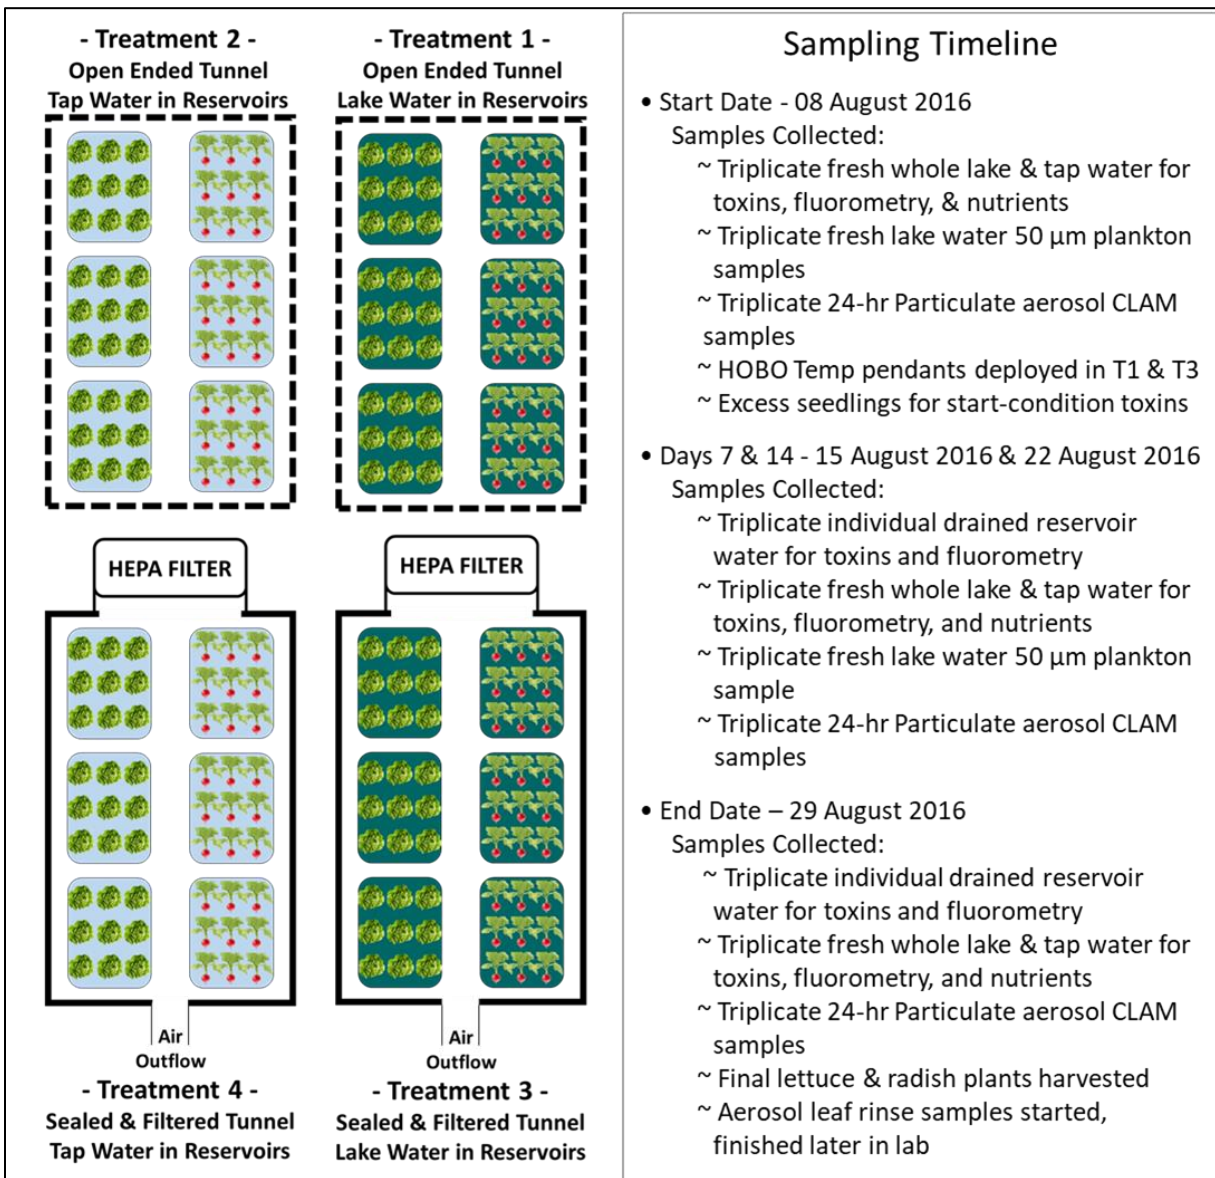 - Treatment 2 -
Open Ended Tunnel
Tap Water in Reservoirs
- Treatment 1 -
Open Ended Tunnel
Lake Water in Reservoirs
HEPA FILTER
HEPA FILTER
Air
Outflow
- Treatment 4 -
Sealed & Filtered Tunnel
Tap Water in Reservoirs
Air
Outflow
- Treatment 3 -
Sealed & Filtered Tunnel
Lake Water in Reservoirs
Sampling Timeline
• Start Date - 08 August 2016
Samples Collected:
~ Triplicate fresh whole lake & tap water for
toxins, fluorometry, & nutrients
~ Triplicate fresh lake water 50 µm plankton
samples
~ Triplicate 24-hr Particulate aerosol CLAM
samples
~ HOBO Temp pendants deployed in T1 & T3
~ Excess seedlings for start-condition toxins
• Days 7 & 14 - 15 August 2016 & 22 August 2016
Samples Collected:
~ Triplicate individual drained reservoir
water for toxins and fluorometry
~ Triplicate fresh whole lake & tap water for
toxins, fluorometry, and nutrients
~ Triplicate fresh lake water 50 µm plankton
sample
~ Triplicate 24-hr Particulate aerosol CLAM
samples
• End Date – 29 August 2016
Samples Collected:
~ Triplicate individual drained reservoir
water for toxins and fluorometry
~ Triplicate fresh whole lake & tap water for
toxins, fluorometry, and nutrients
~ Triplicate 24-hr Particulate aerosol CLAM
samples
~ Final lettuce & radish plants harvested
~ Aerosol leaf rinse samples started,
finished later in lab